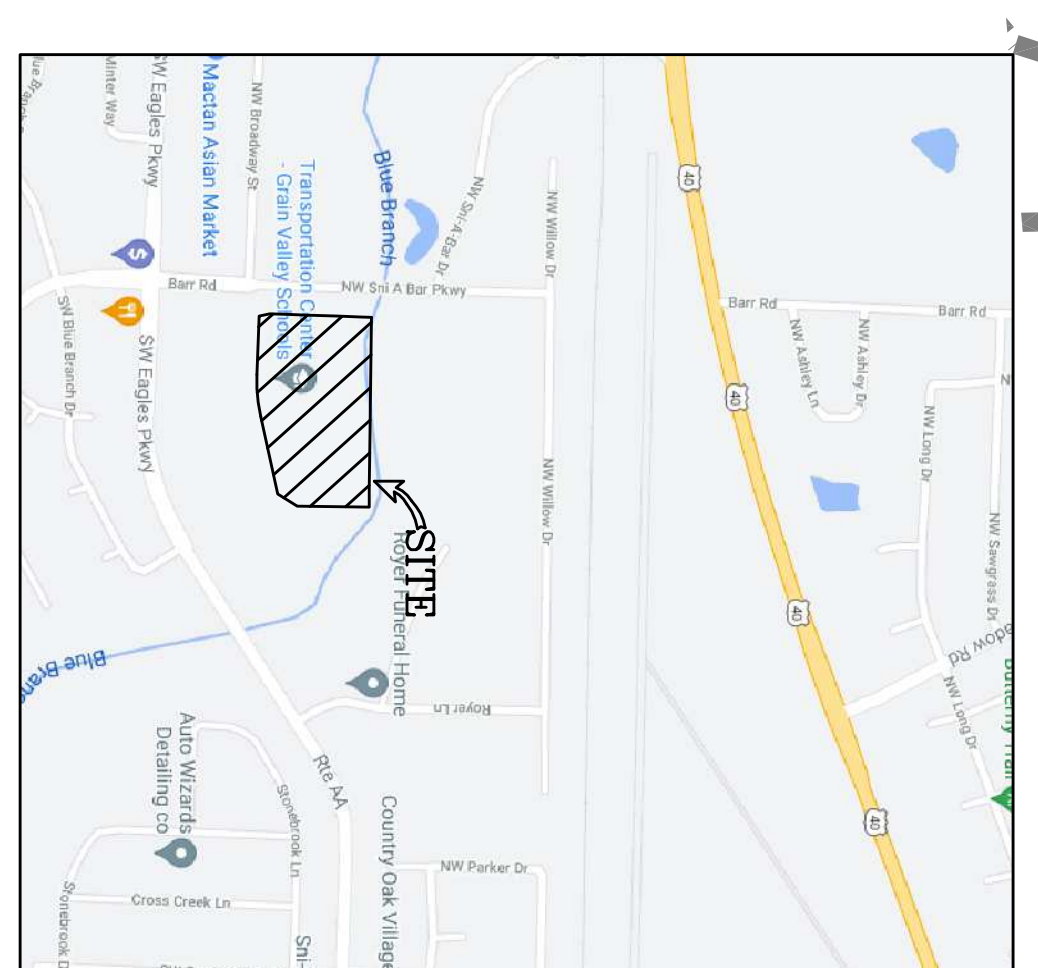 Minter Way
SW Eagles Pkwy
Mactan Asian Market
NW Broadway St
Transportation Center
- Grain Valley Schools
Blue Branch
NW Sni-A-Bar Dr
NW Willow Dr
40
Barr Rd
NW Sni A Bar Pkwy
Barr Rd
Barr Rd
SW Blue Branch Dr
SW Eagles Pkwy
NW Ashley Ln
NW Ashley Dr
40
NW Long Dr
NW Willow Dr
SITE
Royer Funeral Home
NW Sawgrass Dr
40
Blue Bran
Royer Ln
NW Long Dr
Auto Wizards
Detailing co
Rte AA
Stonebrook Ln
Country Oak Village
40
NW Parker Dr
Cross Creek Ln
Stonebrook D
Sni-